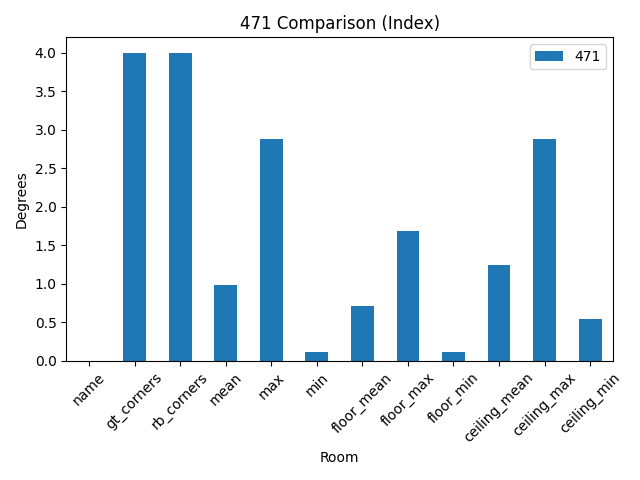 471 Comparison (Index)
471
Degrees
4.0
3.5
3.0
2.5
2.0
1.5
1.0
0.5
0.0
name
gt_corners
rb_corners
mean
max
min
floor_mean
floor_max
floor_min
ceiling_mean
ceiling_max
ceiling_min
Room